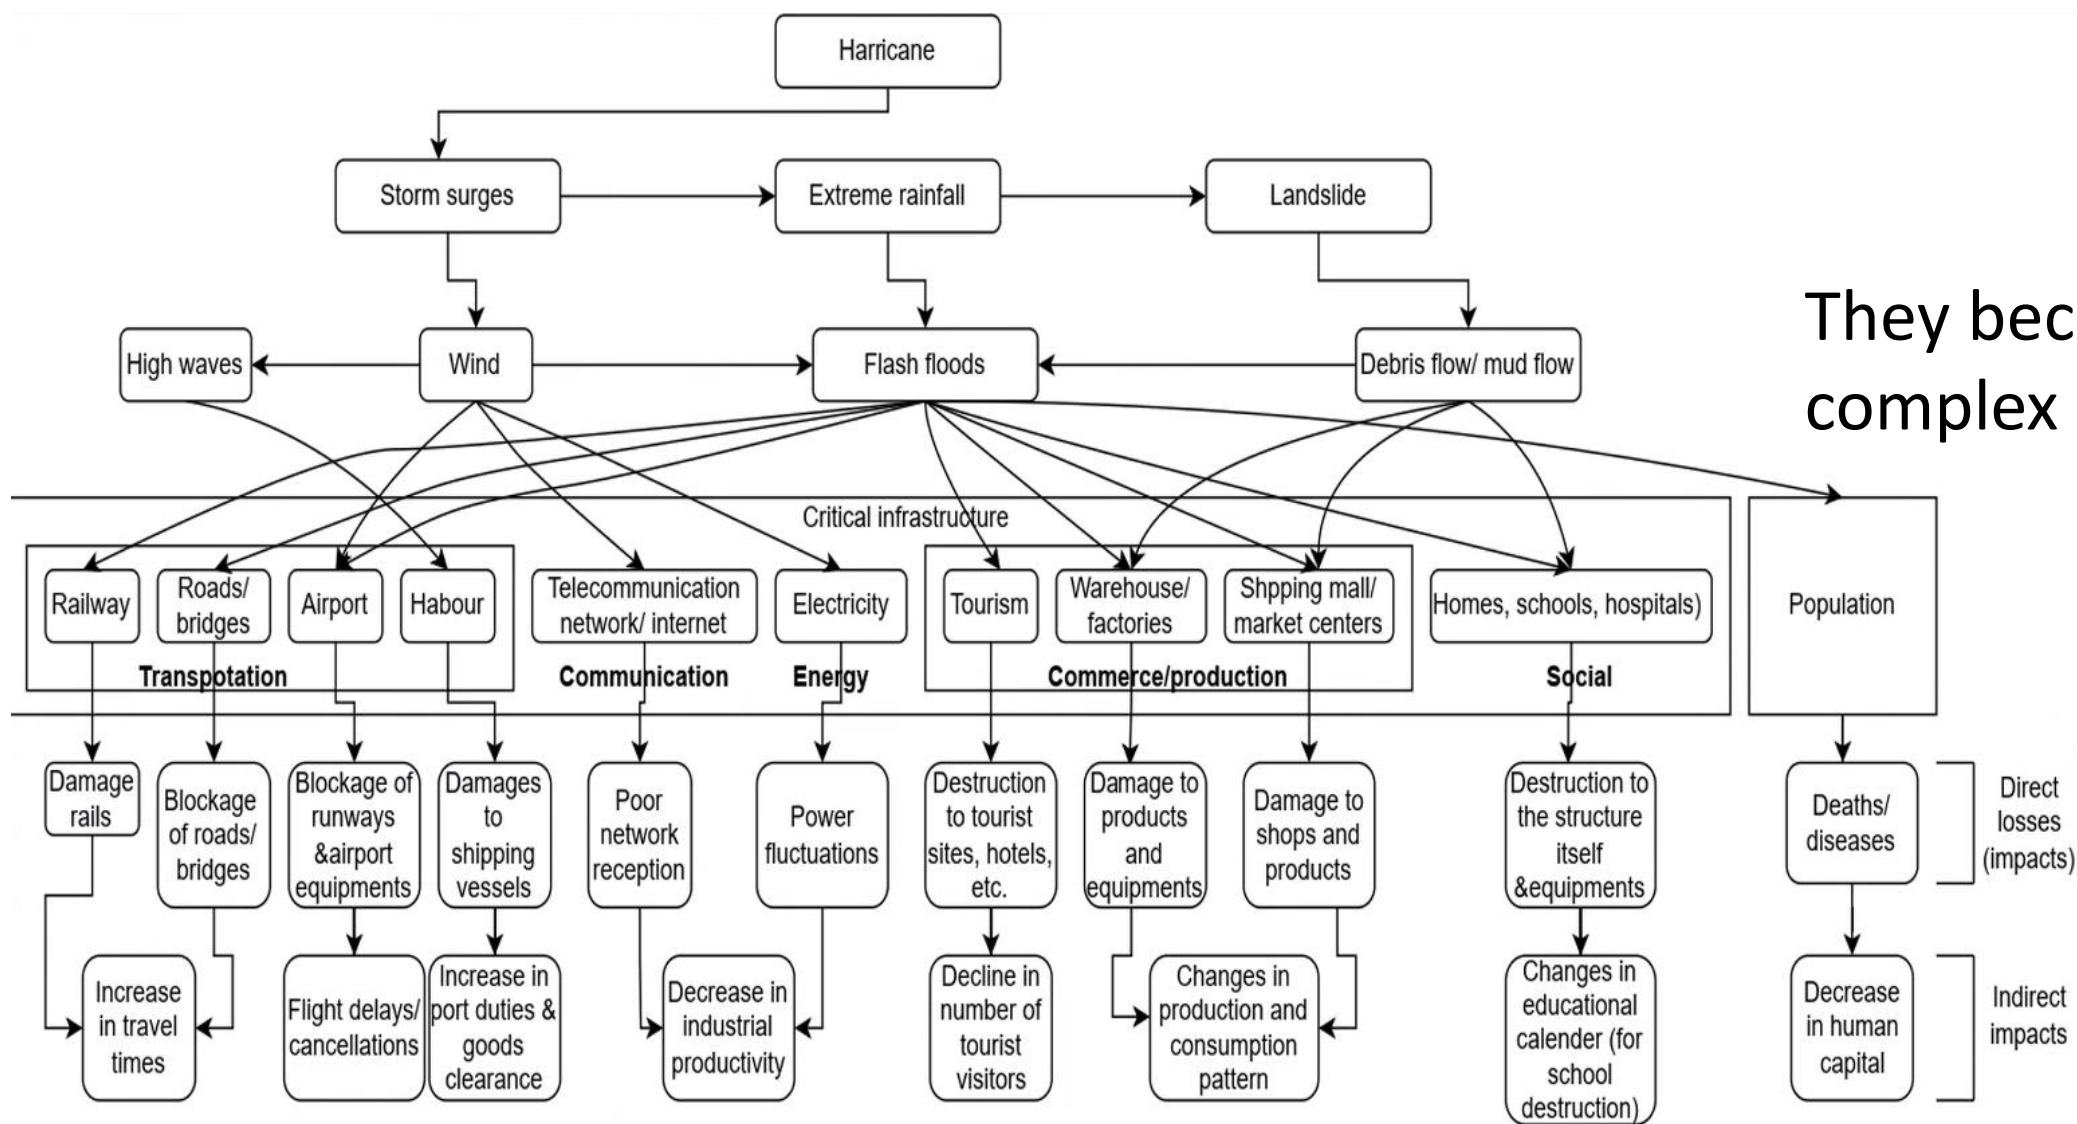 Harricane
Storm surges
Extreme rainfall
Landslide
They bec
complex
High waves
Wind
Flash floods
Debris flow/ mud flow
Critical infrastructure
Railway
Roads/
bridges
Airport
Habour
Telecommunication
network/ internet
Electricity
Tourism
Warehouse/
factories
Shpping mall/
market centers
Homes, schools, hospitals)
Population
Transpotation
Communication
Energy
Commerce/production
Social
Damage
rails
Blockage
of roads/
bridges
Blockage of
runways
&airport
equipments
Damages
to
shipping
vessels
Poor
network
reception
Power
fluctuations
Destruction
to tourist
sites, hotels,
etc.
Damage to
products
and
equipments
Damage to
shops and
products
Destruction to
the structure
itself
&equipments
Deaths/
diseases
Direct
losses
(impacts)
Increase
in travel
times
Flight delays/
cancellations
Increase in
port duties &
goods
clearance
Decrease in
industrial
productivity
Decline in
number of
tourist
visitors
Changes in
production and
consumption
pattern
Changes in
educational
calender (for
school
destruction)
Decrease
in human
capital
Indirect
impacts